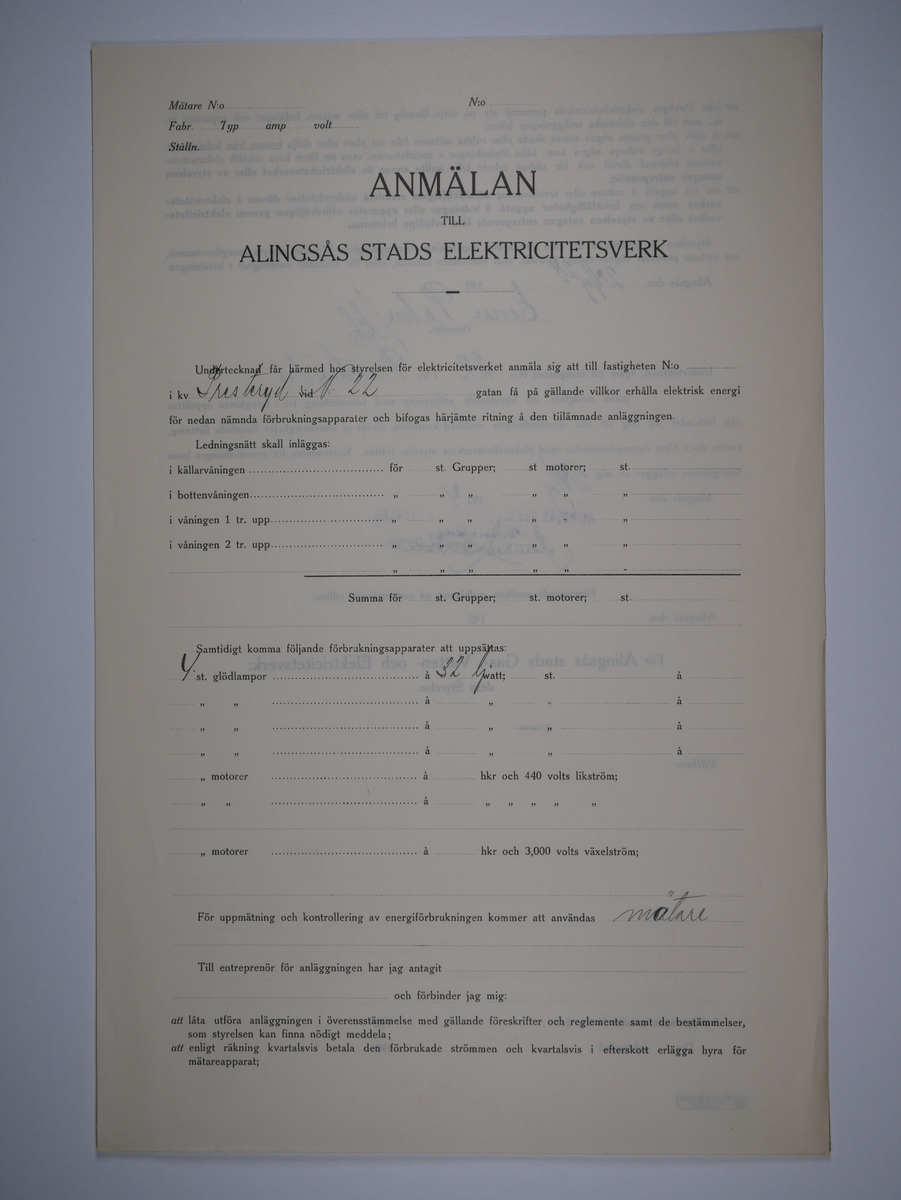 Mätare N:o N:o
Fabr. Typ amp volt
Ställn.
ANMÄLAN
TILL
ALINGSÅS STADS ELEKTRICITETSVERK
Undertecknad får härmed hos styrelsen för elektricitetsverket anmäla sig att till fastigheten N:o
i kv. Prästeryd vid N. 22 gatan få på gällande villkor erhålla elektrisk energi
för nedan nämnda förbrukningsapparater och bifogas härjämte ritning å den tillämnade anläggningen.
Ledningsnätt skall inläggas:
i källarvåningen för st. Grupper; st motorer; st.
i bottenvåningen „ „ „ „ „ „
i våningen 1 tr. upp „ „ „ „ „ „
i våningen 2 tr. upp „ „ „ „ „ „
„ „ „ „ „ „
Summa för st. Grupper; st. motorer; st.
Samtidigt komma följande förbrukningsapparater att uppsättas:
4 st. glödlampor å 32 lj watt; st. å
„ „ å „ „ å
„ „ å „ „ å
„ „ å „ „ å
„ motorer å hkr och 440 volts likström;
„ „ å „ „ „ „ „
„ motorer å hkr och 3,000 volts växelström;
För uppmätning och kontrollering av energiförbrukningen kommer att användas mätare
Till entreprenör för anläggningen har jag antagit
och förbinder jag mig:
att låta utföra anläggningen i överensstämmelse med gällande föreskrifter och reglemente samt de bestämmelser,
som styrelsen kan finna nödigt meddela;
att enligt räkning kvartalsvis betala den förbrukade strömmen och kvartalsvis i efterskott erlägga hyra för
mätareapparat;